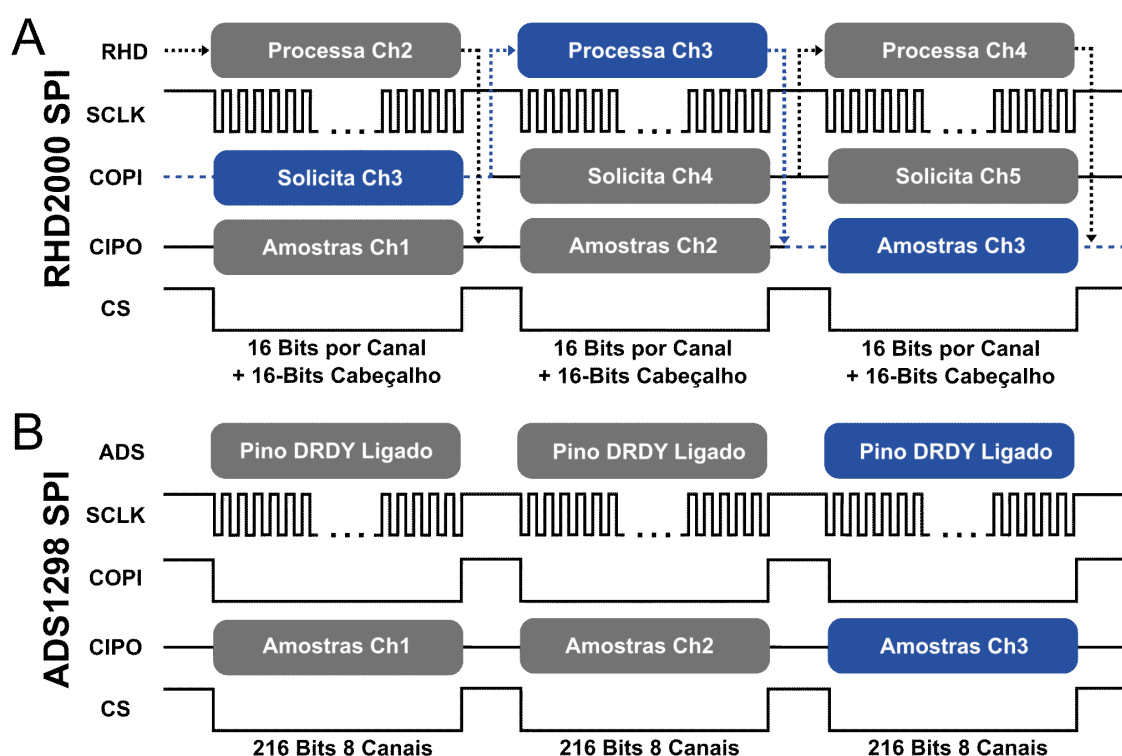 A
RHD2000 SPI
RHD
Processa Ch2
Processa Ch3
Processa Ch4
SCLK
...
...
...
COPI
Solicita Ch3
Solicita Ch4
Solicita Ch5
CIPO
Amostras Ch1
Amostras Ch2
Amostras Ch3
CS
16 Bits por Canal
+ 16-Bits Cabeçalho
16 Bits por Canal
+ 16-Bits Cabeçalho
16 Bits por Canal
+ 16-Bits Cabeçalho
B
ADS1298 SPI
ADS
Pino DRDY Ligado
Pino DRDY Ligado
Pino DRDY Ligado
SCLK
...
...
...
COPI
CIPO
Amostras Ch1
Amostras Ch2
Amostras Ch3
CS
216 Bits 8 Canais
216 Bits 8 Canais
216 Bits 8 Canais